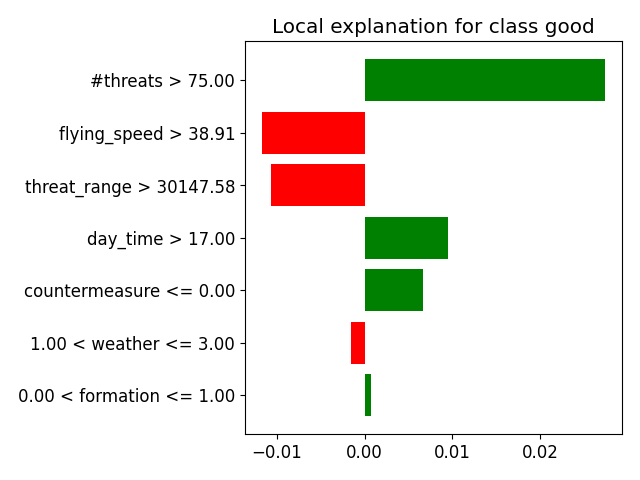 Local explanation for class good
#threats > 75.00
flying_speed > 38.91
threat_range > 30147.58
day_time > 17.00
countermeasure <= 0.00
1.00 < weather <= 3.00
0.00 < formation <= 1.00
−0.01 0.00 0.01 0.02